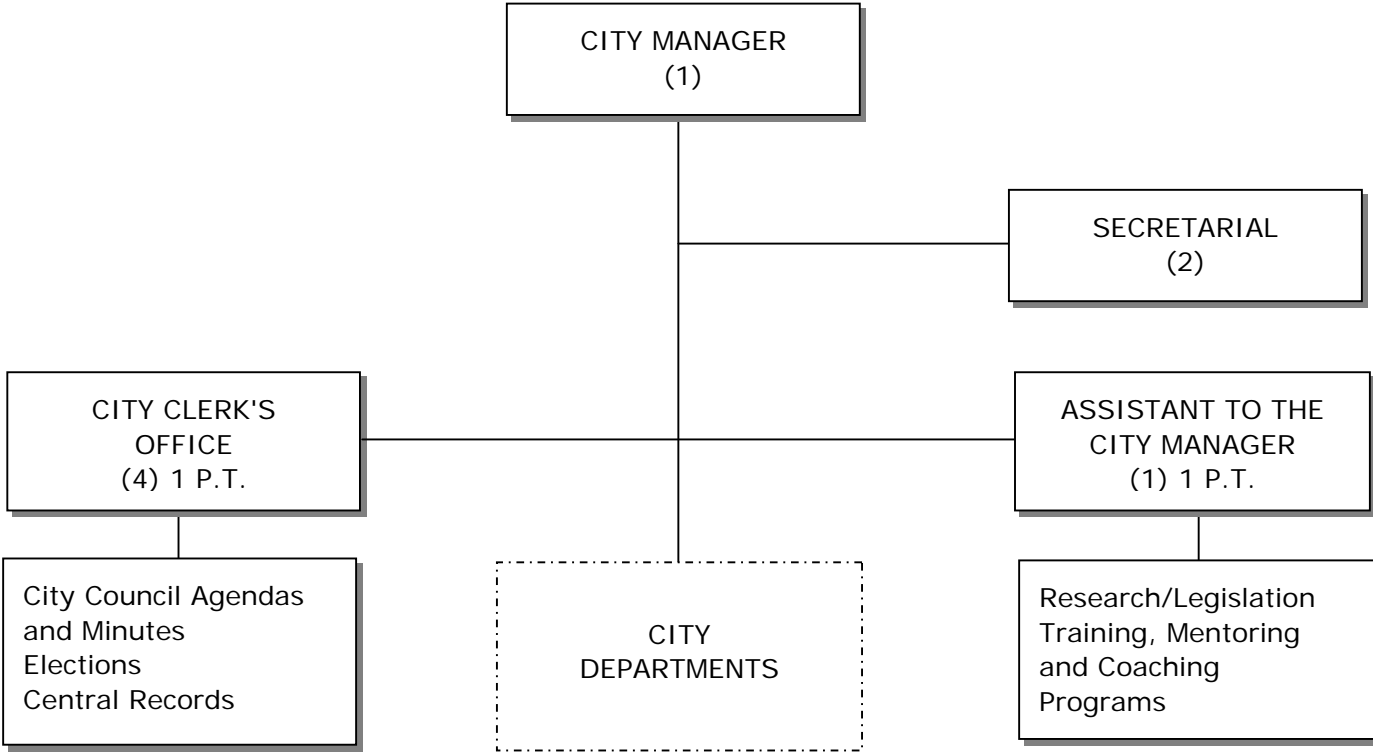 CITY MANAGER
(1)
SECRETARIAL
(2)
CITY CLERK'S
OFFICE
(4) 1 P.T.
ASSISTANT TO THE
CITY MANAGER
(1) 1 P.T.
City Council Agendas
and Minutes
Elections
Central Records
CITY
DEPARTMENTS
Research/Legislation
Training, Mentoring
and Coaching
Programs